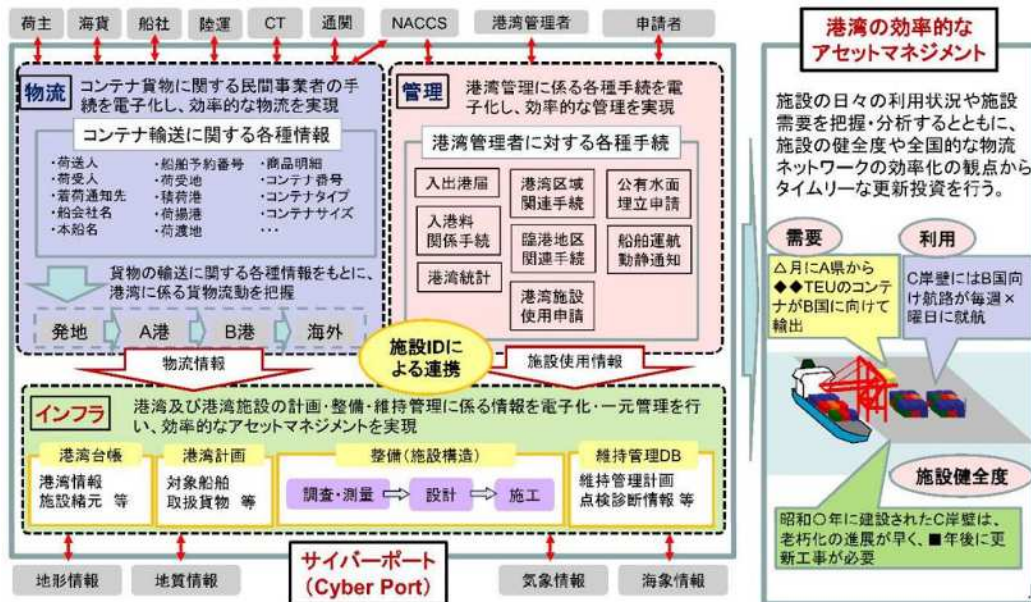 荷主
海貨
船社
陸運
CT
通関
NACCS
港湾管理者
申請者
物流
コンテナ貨物に関する民間事業者の手
続を電子化し、効率的な物流を実現
コンテナ輸送に関する各種情報
・荷送人
・荷受人
・着荷通知先
・船会社名
・本船名
・船舶予約番号
・荷受地
・積荷港
・荷揚港
・荷渡地
・商品明細
・コンテナ番号
・コンテナタイプ
・コンテナサイズ
・・・
貨物の輸送に関する各種情報をもとに、
港湾に係る貨物流動を把握
発地
A港
B港
海外
物流情報
管理
港湾管理に係る各種手続を電
子化し、効率的な管理を実現
港湾管理者に対する各種手続
入出港届
入港料
関係手続
港湾統計
港湾区域
関連手続
臨港地区
関連手続
港湾施設
使用申請
公有水面
埋立申請
船舶運航
動静通知
施設IDに
よる連携
施設使用情報
インフラ
港湾及び港湾施設の計画・整備・維持管理に係る情報を電子化・一元管理を行
い、効率的なアセットマネジメントを実現
港湾台帳
港湾情報
施設緒元 等
港湾計画
対象船舶
取扱貨物 等
整備(施設構造)
調査・測量
設計
施工
維持管理DB
維持管理計画
点検診断情報 等
サイバーポート
(Cyber Port)
地形情報
地質情報
気象情報
海象情報
港湾の効率的な
アセットマネジメント
施設の日々の利用状況や施設
需要を把握・分析するとともに、
施設の健全度や全国的な物流
ネットワークの効率化の観点から
タイムリーな更新投資を行う。
需要
△月にA県から
◆◆TEUのコンテ
ナがB国に向けて
輸出
利用
C岸壁にはB国向
け航路が毎週×
曜日に就航
施設健全度
昭和○年に建設されたC岸壁は、
老朽化の進展が早く、■年後に更
新工事が必要